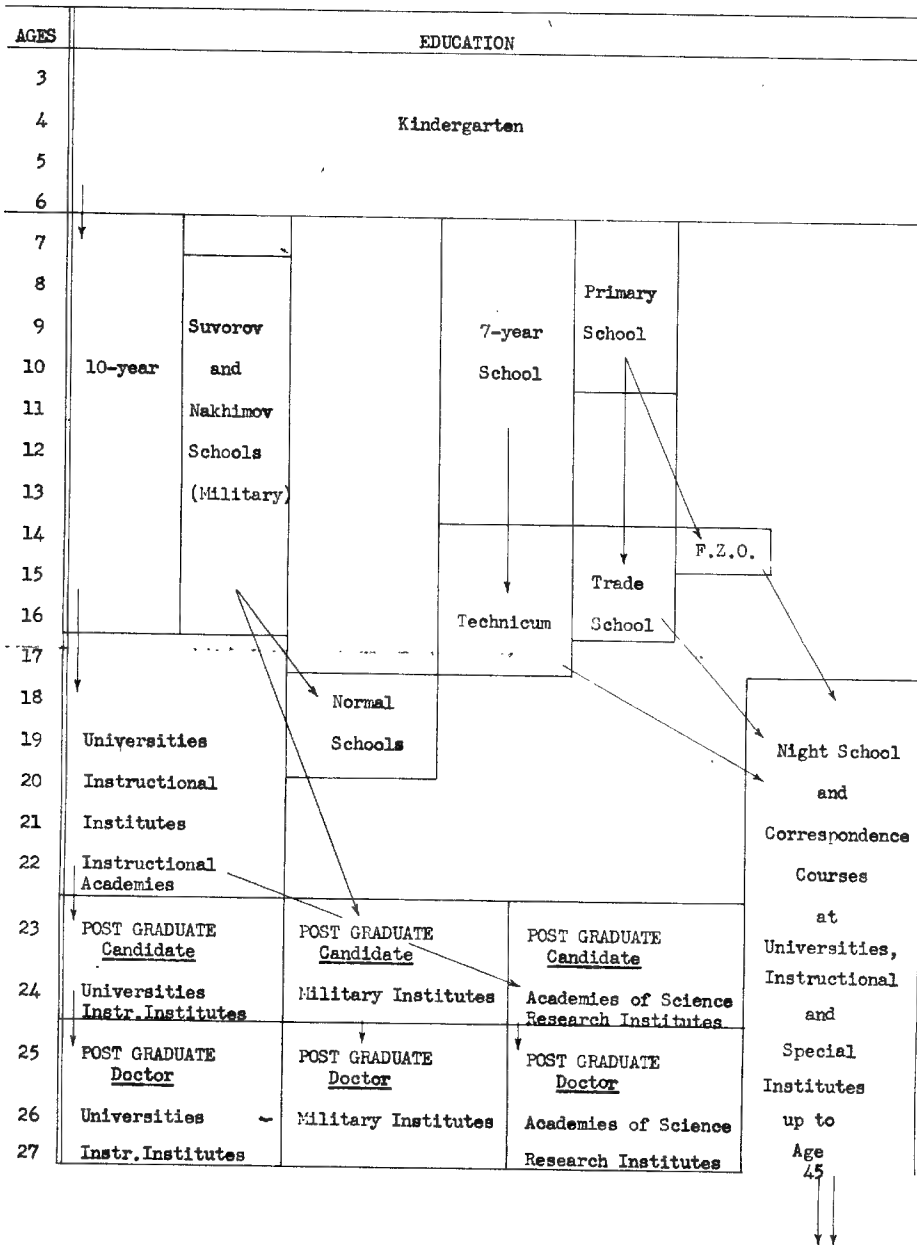 AGES
EDUCATION
3
4
Kindergarten
5
6
7
8
9
10
11
12
13
14
15
16
17
18
19
20
21
22
23
24
25
26
27
10-year
Suvorov
and
Nakhimov
Schools
(Military)
7-year
School
Primary
School
F.Z.O.
Technicum
Trade
School
Normal
Schools
Universities
Instructional
Institutes
Instructional
Academies
POST GRADUATE
Candidate
Universities
Instr.Institutes
POST GRADUATE
Candidate
Military Institutes
POST GRADUATE
Candidate
Academies of Science
Research Institutes
POST GRADUATE
Doctor
Universities
Instr.Institutes
POST GRADUATE
Doctor
Military Institutes
POST GRADUATE
Doctor
Academies of Science
Research Institutes
Night School
and
Correspondence
Courses
at
Universities,
Instructional
and
Special
Institutes
up to
Age
45